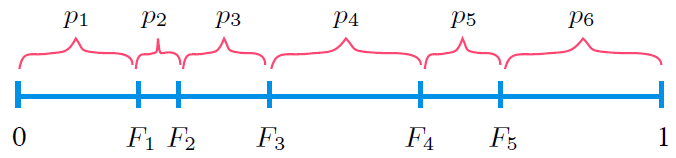 p₁ p₂ p₃ p₄ p₅ p₆
0 F₁ F₂ F₃ F₄ F₅ 1